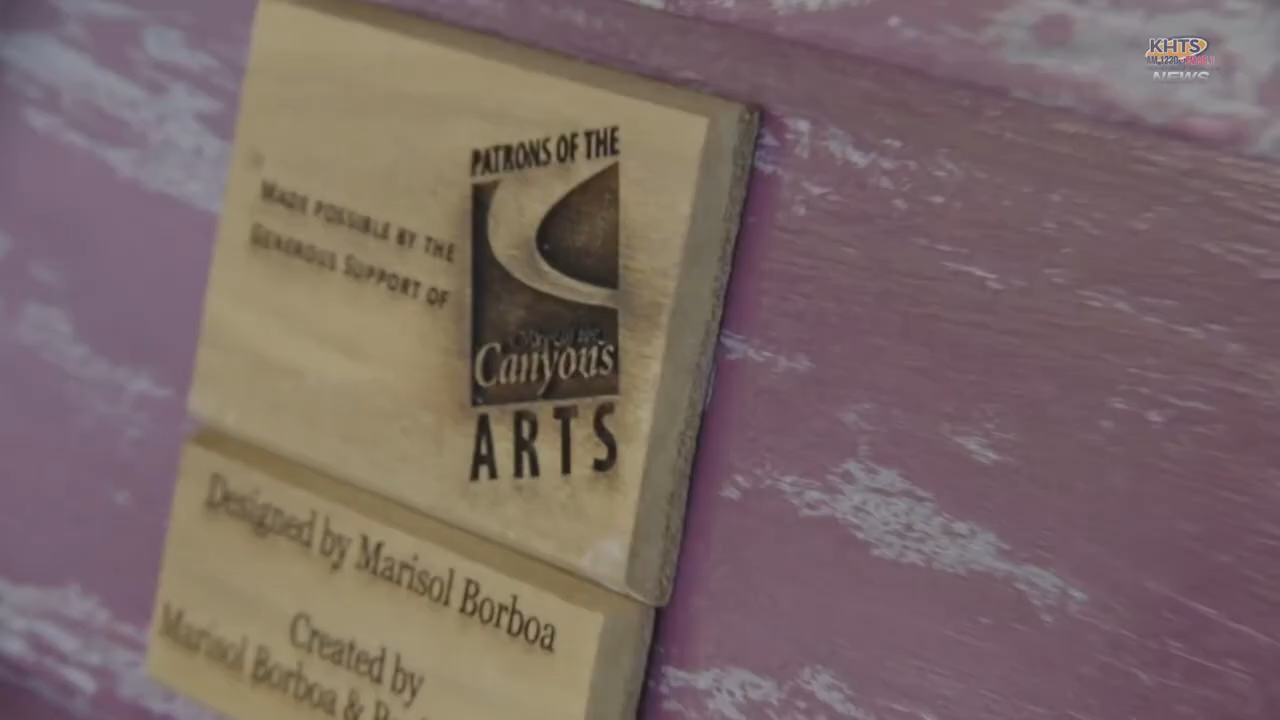 KHTS
NEWS
PATRONS OF THE
MADE POSSIBLE BY THE
GENEROUS SUPPORT OF
Canyons
ARTS
Designed by Marisol Borboa
Created by
Marisol Borboa &